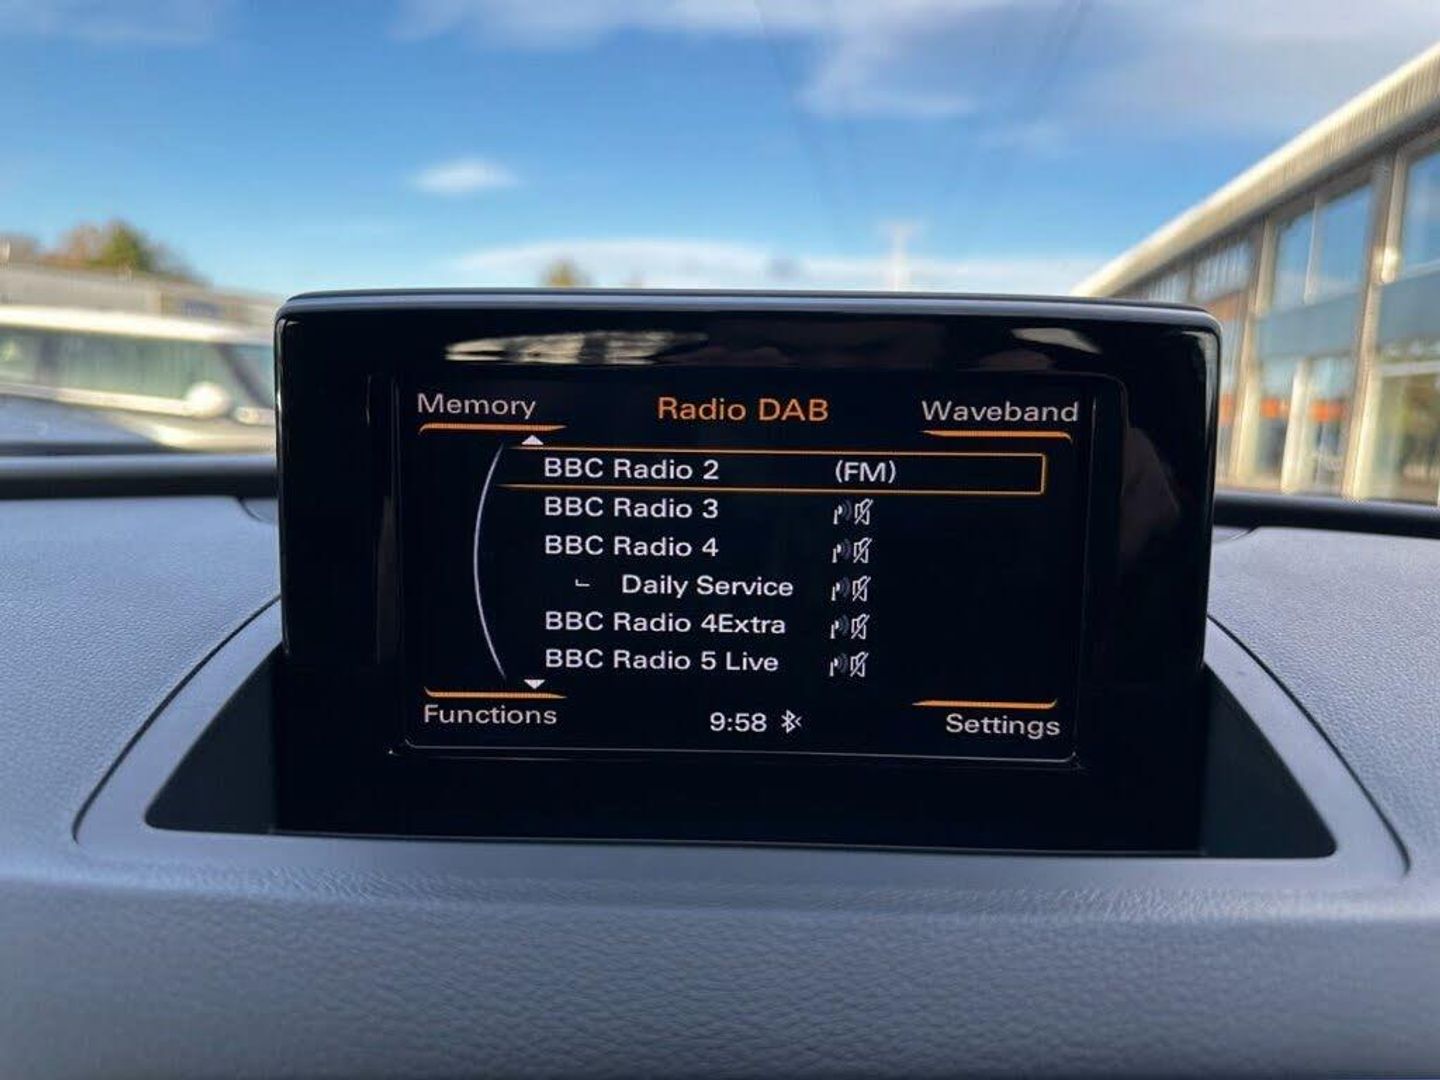 Memory Radio DAB Waveband
BBC Radio 2 (FM)
BBC Radio 3
BBC Radio 4
Daily Service
BBC Radio 4Extra
BBC Radio 5 Live
Functions 9:58 Settings